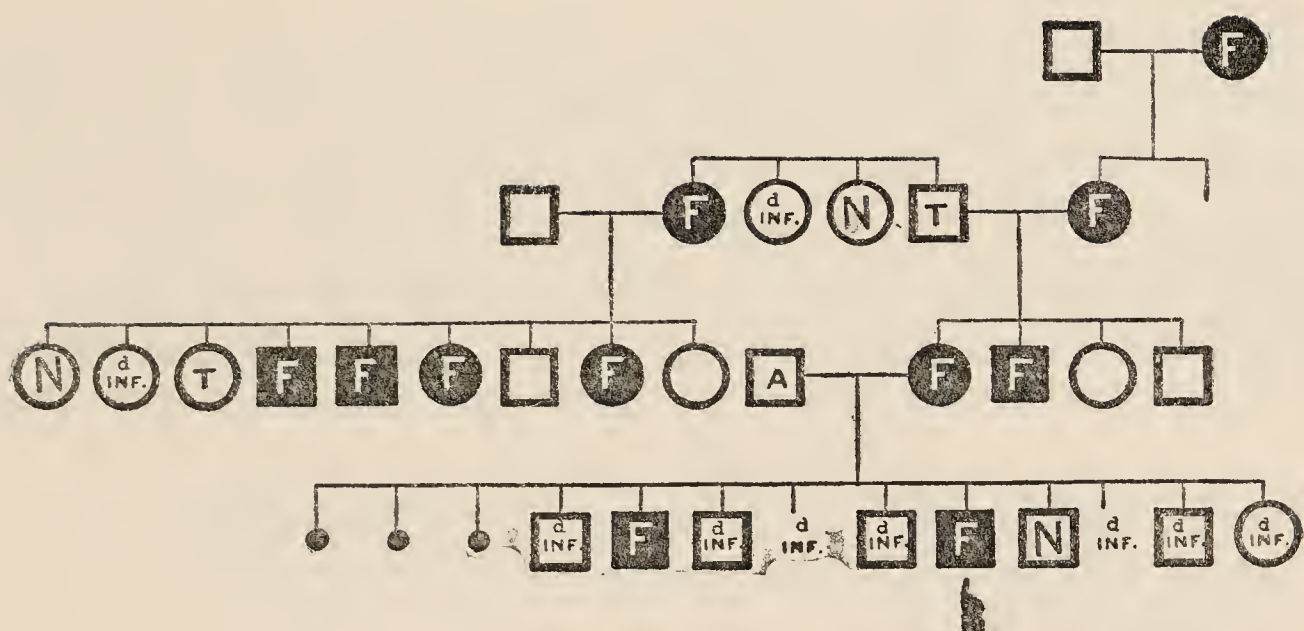 F
F d INF. N T F
N d INF. T F F F F A F F
d INF. F d INF. d INF. d INF. F N d INF. d INF. d INF.